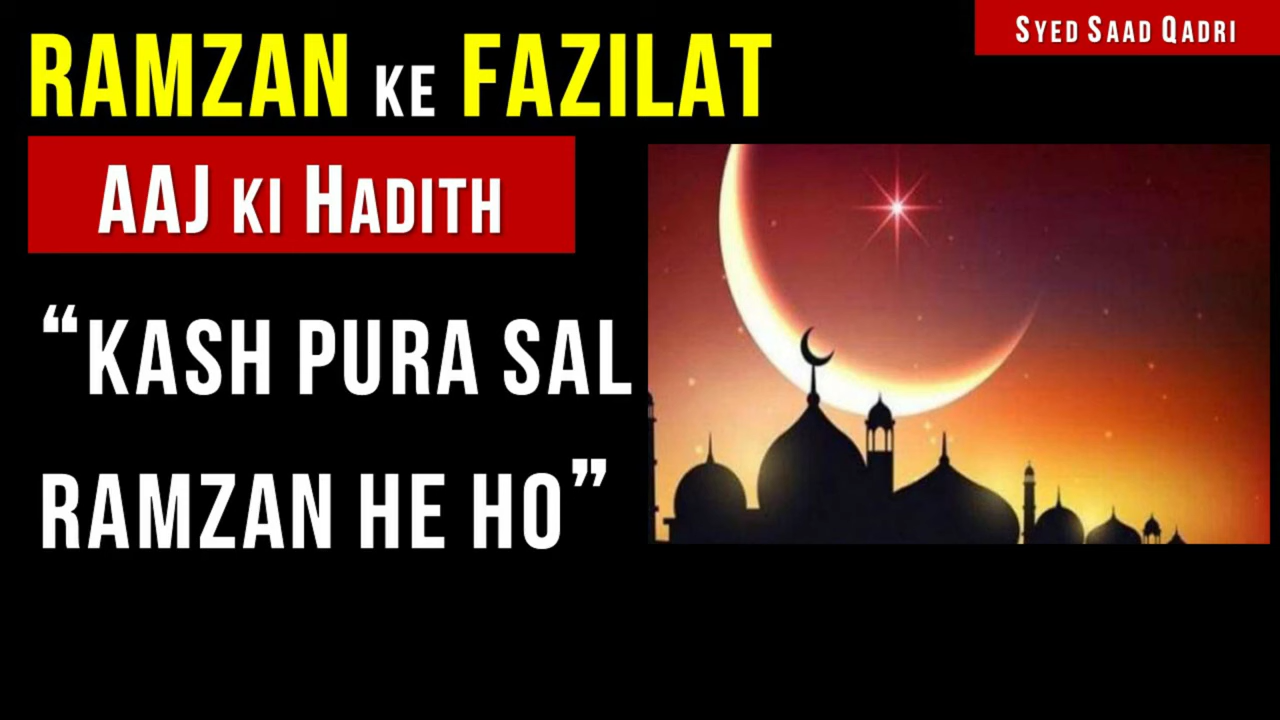 SYED SAAD QADRI
RAMZAN KE FAZILAT
AAJ KI HADITH
“KASH PURA SAL
RAMZAN HE HO”